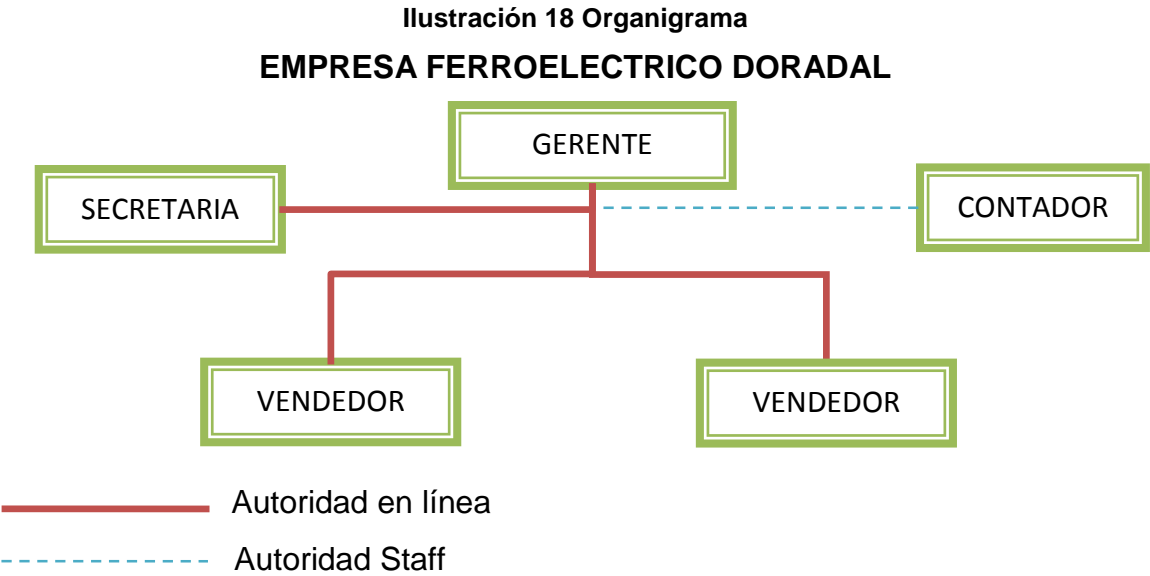 Ilustración 18 Organigrama
EMPRESA FERROELECTRICO DORADAL
GERENTE
SECRETARIA
CONTADOR
VENDEDOR
VENDEDOR
Autoridad en línea
Autoridad Staff